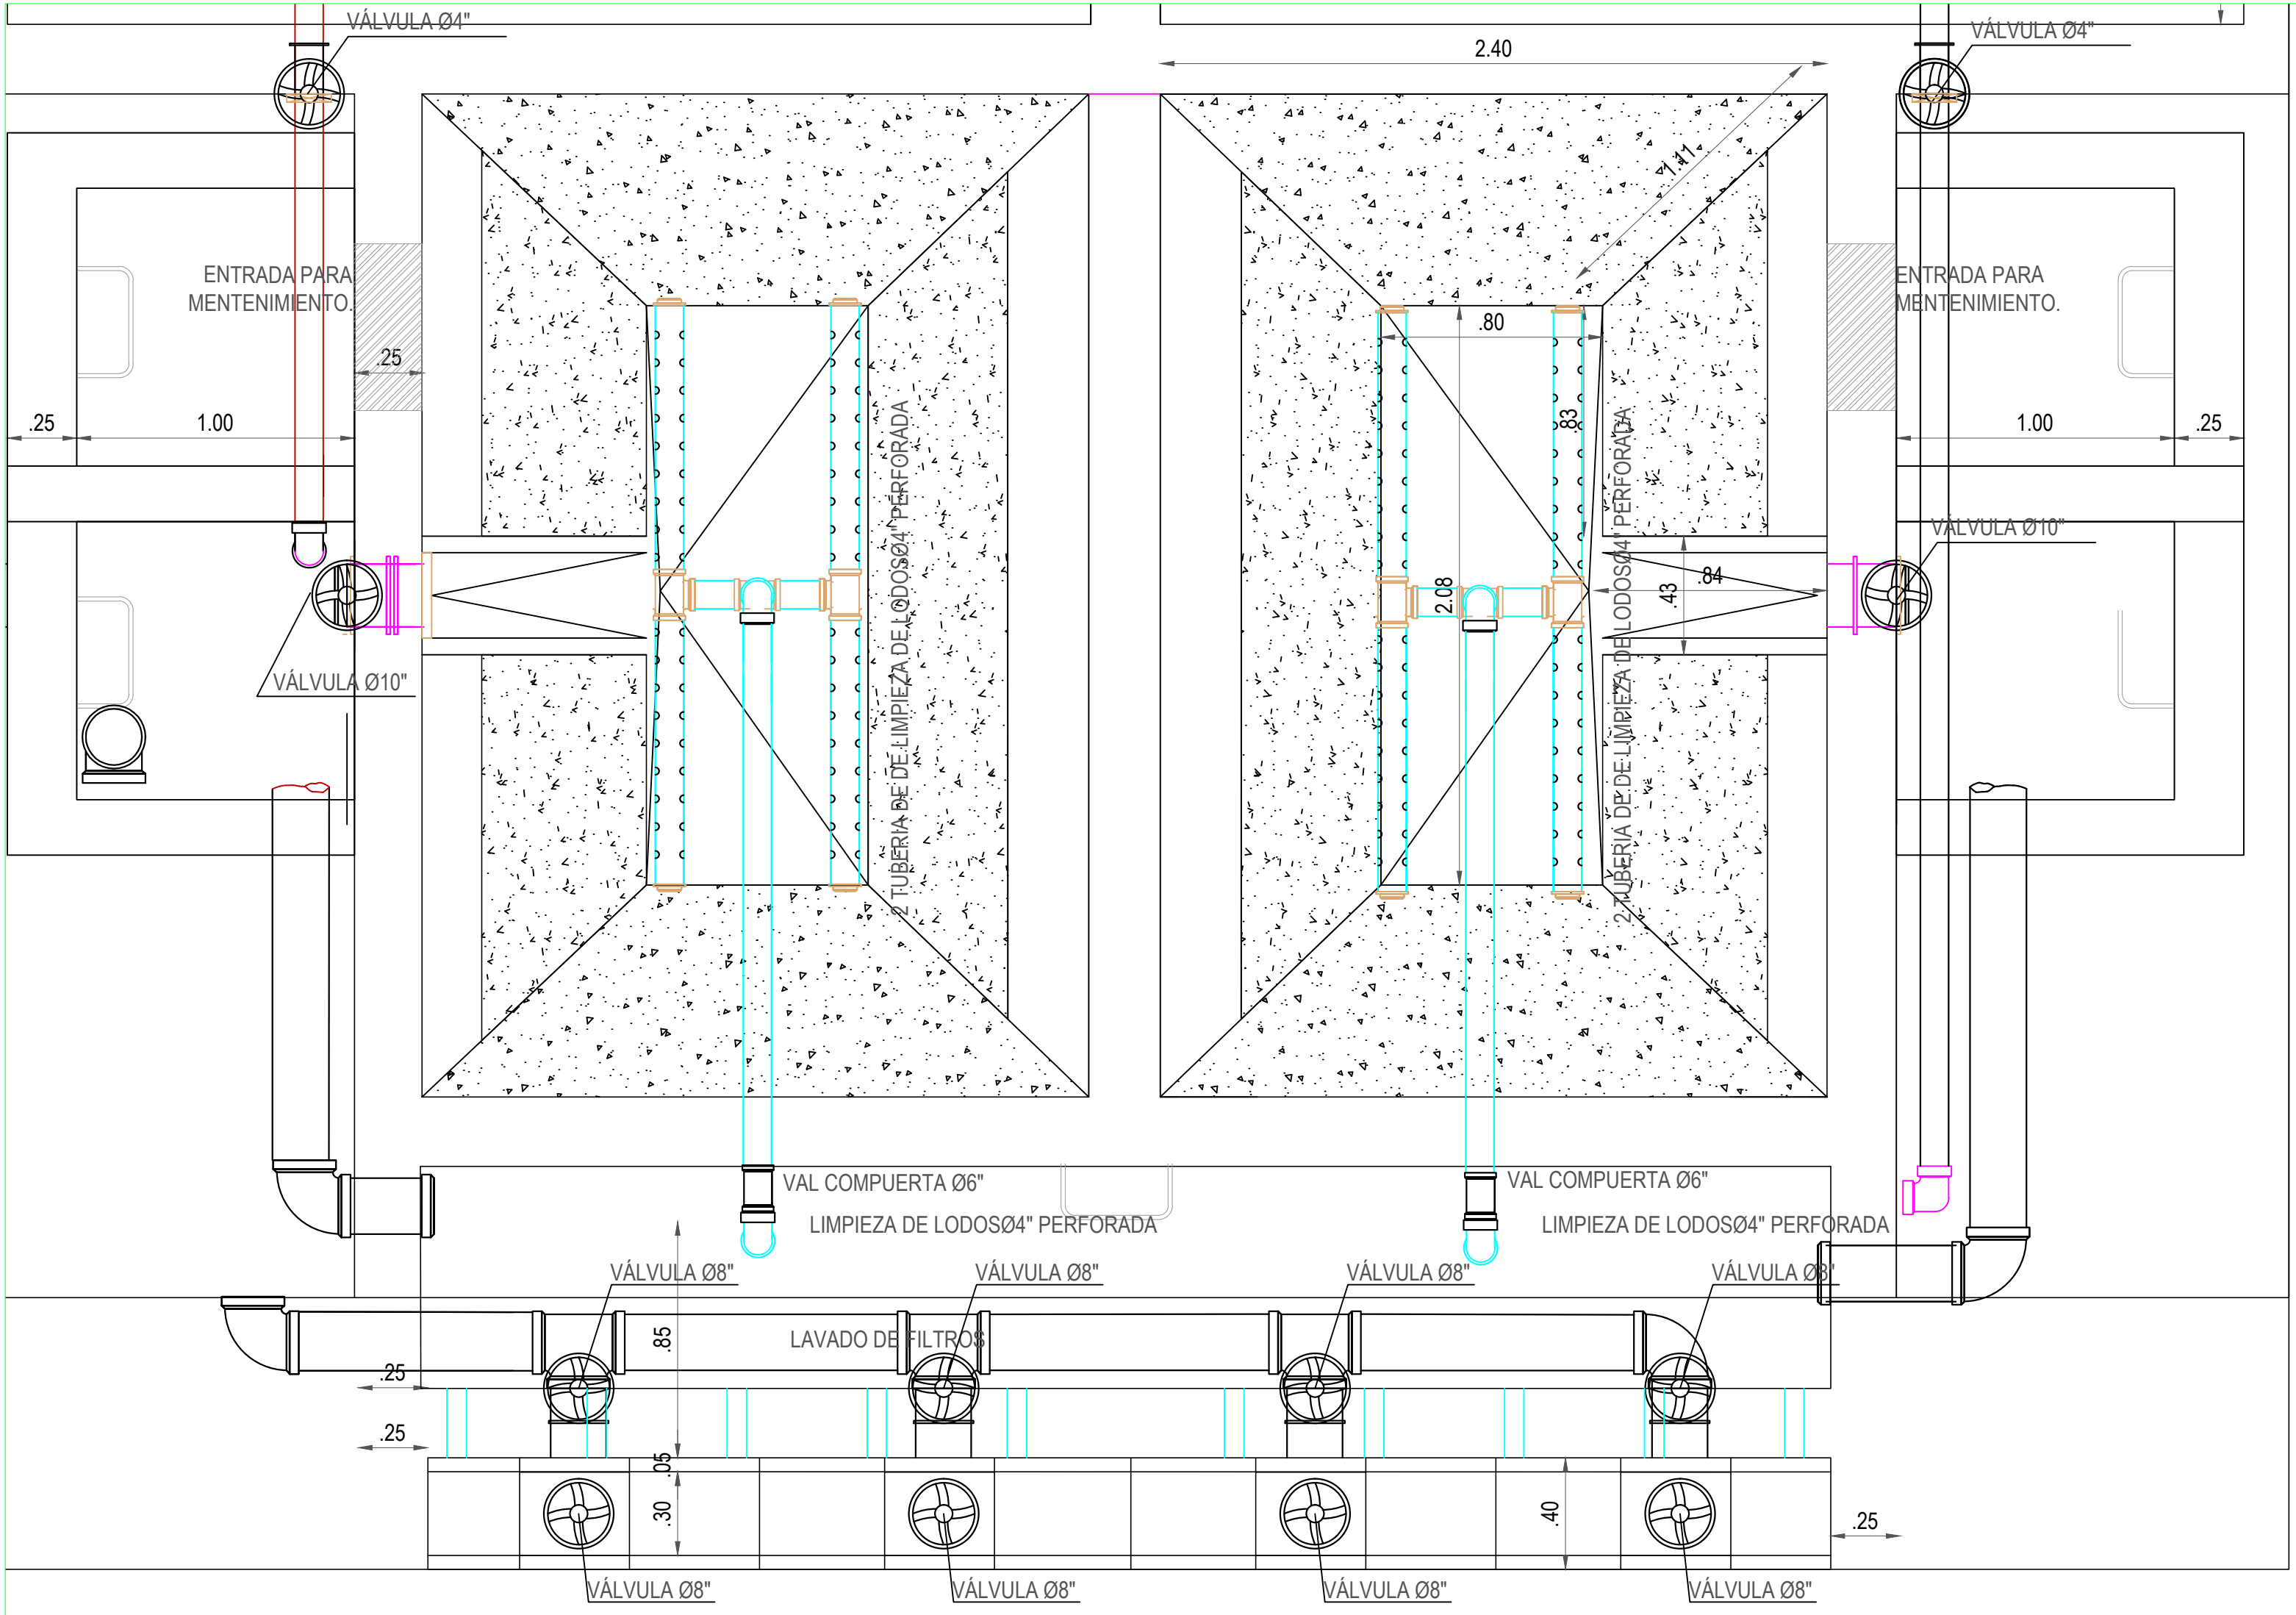 VÁLVULA Ø4"
VÁLVULA Ø4"
2.40
1.11
ENTRADA PARA
MENTENIMIENTO.
ENTRADA PARA
MENTENIMIENTO.
.80
.25
.25
1.00
.83
1.00
.25
2 TUBERIA DE DE LIMPIEZA DE LODOSØ4" PERFORADA
2 TUBERIA DE DE LIMPIEZA DE LODOSØ4" PERFORADA
VÁLVULA Ø10"
2.08
.43
.84
VÁLVULA Ø10"
VAL COMPUERTA Ø6"
VAL COMPUERTA Ø6"
LIMPIEZA DE LODOSØ4" PERFORADA
LIMPIEZA DE LODOSØ4" PERFORADA
VÁLVULA Ø8"
VÁLVULA Ø8"
VÁLVULA Ø8"
VÁLVULA Ø8"
LAVADO DE FILTROS
.85
.25
.25
.05
.30
.40
.25
VÁLVULA Ø8"
VÁLVULA Ø8"
VÁLVULA Ø8"
VÁLVULA Ø8"